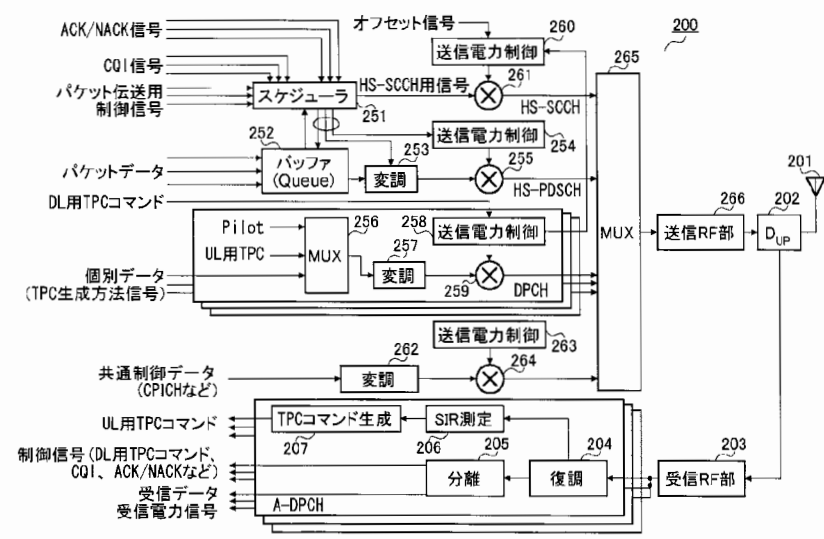 オフセット信号
260
200
ACK/NACK信号
送信電力制御
265
CQI信号
HS-SCCH用信号
261
パケット伝送用
制御信号
スケジューラ
251
HS-SCCH
252
送信電力制御
254
253
255
バッファ
(Queue)
パケットデータ
変調
HS-PDSCH
201
DL用TPCコマンド
266
202
Pilot
256
258
送信電力制御
MUX
送信RF部
DUP
UL用TPC
MUX
257
個別データ
変調
259
DPCH
(TPC生成方法信号)
送信電力制御
263
262
264
共通制御データ
(CPICHなど)
変調
UL用TPCコマンド
TPCコマンド生成
SIR測定
207
206
205
204
203
制御信号(DL用TPCコマンド、
CQI、ACK/NACKなど)
分離
復調
受信RF部
受信データ
受信電力信号
A-DPCH